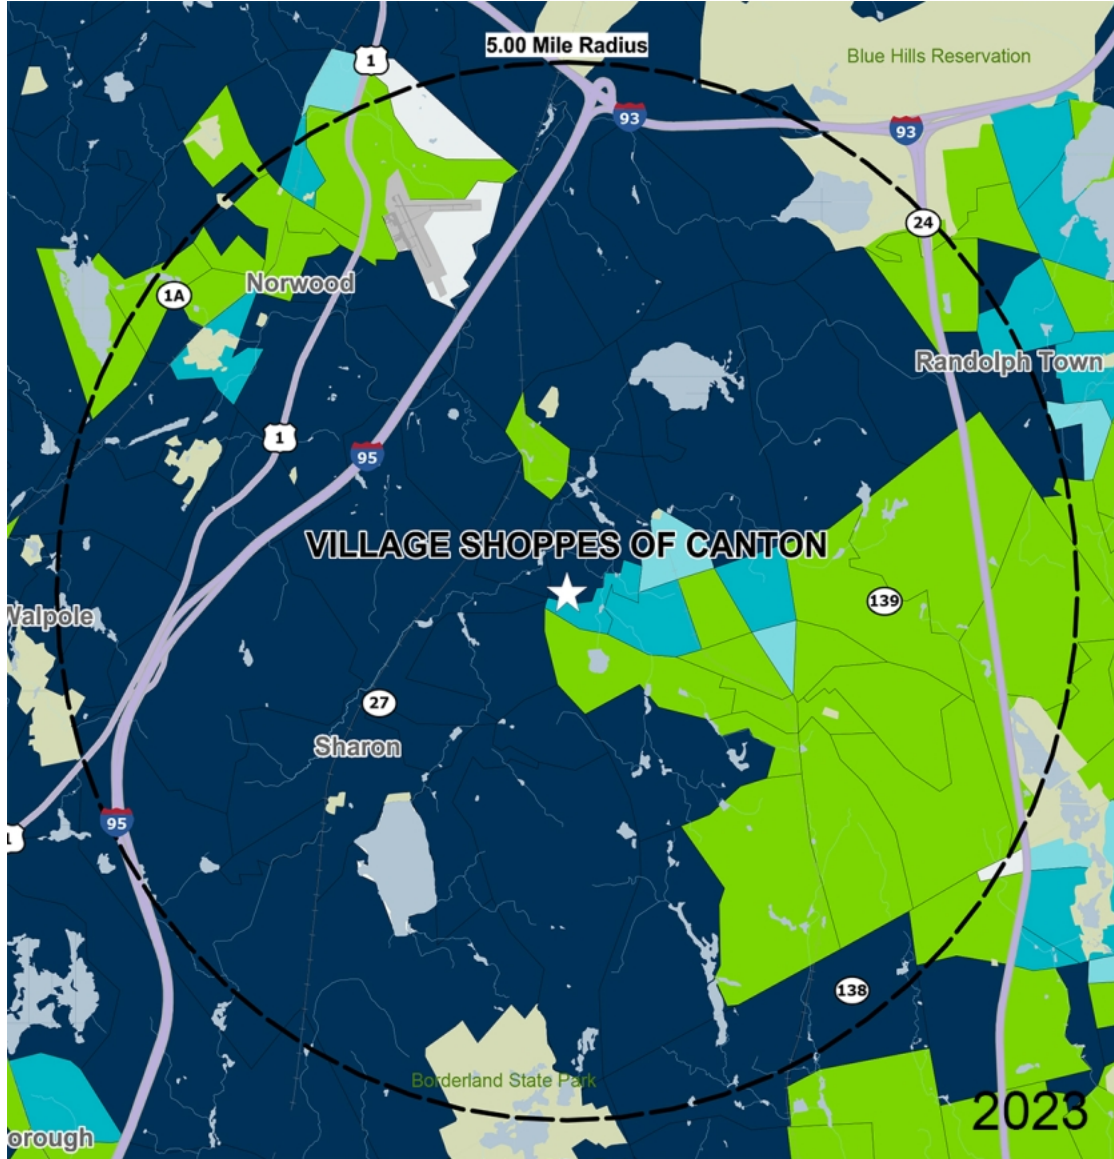 5.00 Mile Radius
1
Blue Hills Reservation
93
93
24
Norwood
1A
Randolph Town
1
95
VILLAGE SHOPPES OF CANTON
139
Walpole
27
Sharon
95
1
138
Borderland State Park
2023
orough